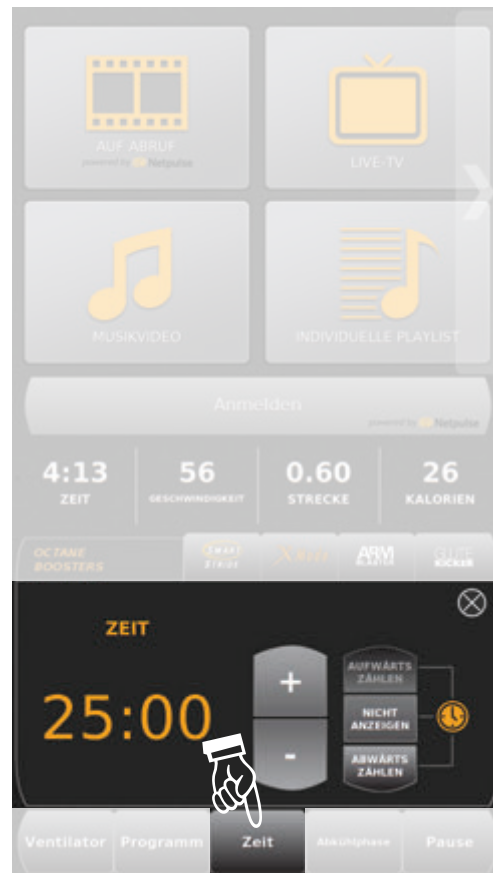 AUF ABRUF
powered by Netpulse
LIVE-TV
MUSIKVIDEO
INDIVIDUELLE PLAYLIST
Anmelden
powered by Netpulse
4:13
ZEIT
56
GESCHWINDIGKEIT
0.60
STRECKE
26
KALORIEN
OCTANE
BOOSTERS
SMART
STRIDE
X-MODE
ARM
BLASTER
GLUTE
KICKER
ZEIT
25:00
+
-
AUFWÄRTS
ZÄHLEN
NICHT
ANZEIGEN
ABWÄRTS
ZÄHLEN
Ventilator
Programm
Zeit
Abkühlphase
Pause